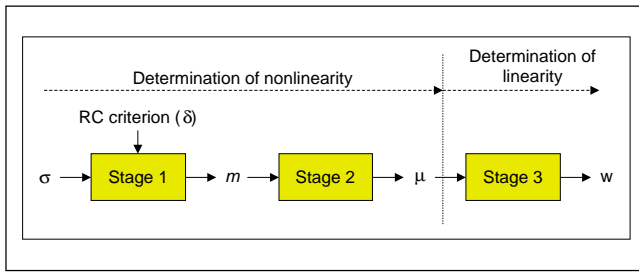 Determination of nonlinearity
Determination of
linearity
RC criterion (δ)
σ
Stage 1
m
Stage 2
μ
Stage 3
w